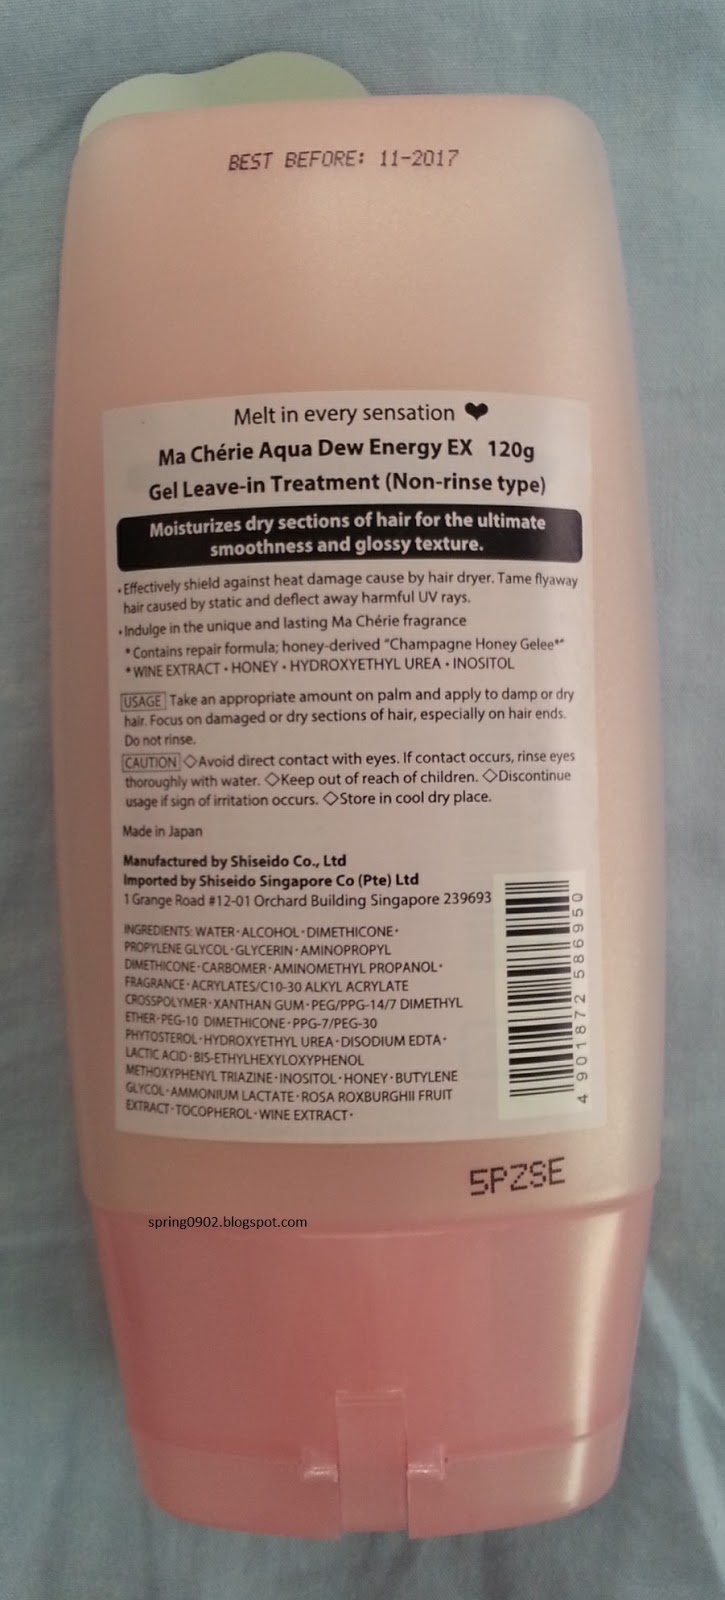 BEST BEFORE: 11-2017
Melt in every sensation ❤
Ma Chérie Aqua Dew Energy EX 120g
Gel Leave-in Treatment (Non-rinse type)
Moisturizes dry sections of hair for the ultimate
smoothness and glossy texture.
•Effectively shield against heat damage cause by hair dryer. Tame flyaway
hair caused by static and deflect away harmful UV rays.
•Indulge in the unique and lasting Ma Chérie fragrance
*Contains repair formula; honey-derived "Champagne Honey Gelee*"
*WINE EXTRACT • HONEY • HYDROXYETHYL UREA • INOSITOL
USAGE Take an appropriate amount on palm and apply to damp or dry
hair. Focus on damaged or dry sections of hair, especially on hair ends.
Do not rinse.
CAUTION ◇Avoid direct contact with eyes. If contact occurs, rinse eyes
thoroughly with water. ◇Keep out of reach of children. ◇Discontinue
usage if sign of irritation occurs. ◇Store in cool dry place.
Made in Japan
Manufactured by Shiseido Co., Ltd
Imported by Shiseido Singapore Co (Pte) Ltd
1 Grange Road #12-01 Orchard Building Singapore 239693
INGREDIENTS: WATER•ALCOHOL•DIMETHICONE•
PROPYLENE GLYCOL•GLYCERIN•AMINOPROPYL
DIMETHICONE•CARBOMER•AMINOMETHYL PROPANOL•
FRAGRANCE•ACRYLATES/C10-30 ALKYL ACRYLATE
CROSSPOLYMER•XANTHAN GUM•PEG/PPG-14/7 DIMETHYL
ETHER•PEG-10 DIMETHICONE•PPG-7/PEG-30
PHYTOSTEROL•HYDROXYETHYL UREA•DISODIUM EDTA•
LACTIC ACID•BIS-ETHYLHEXYLOXYPHENOL
METHOXYPHENYL TRIAZINE•INOSITOL•HONEY•BUTYLENE
GLYCOL•AMMONIUM LACTATE•ROSA ROXBURGHII FRUIT
EXTRACT•TOCOPHEROL•WINE EXTRACT•
4 901872 586950
5PZSE
spring0902.blogspot.com